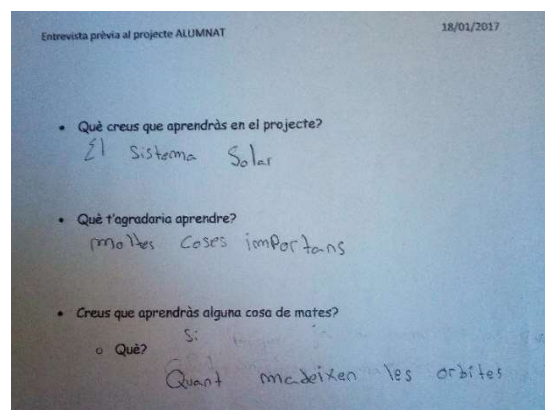 Entrevista prèvia al projecte ALUMNAT 18/01/2017
• Què creus que aprendràs en el projecte?
El Sistema Solar
• Què t'agradaria aprendre?
moltes coses importans
• Creus que aprendràs alguna cosa de mates?
Si
o Què?
Quant madeixen les orbites